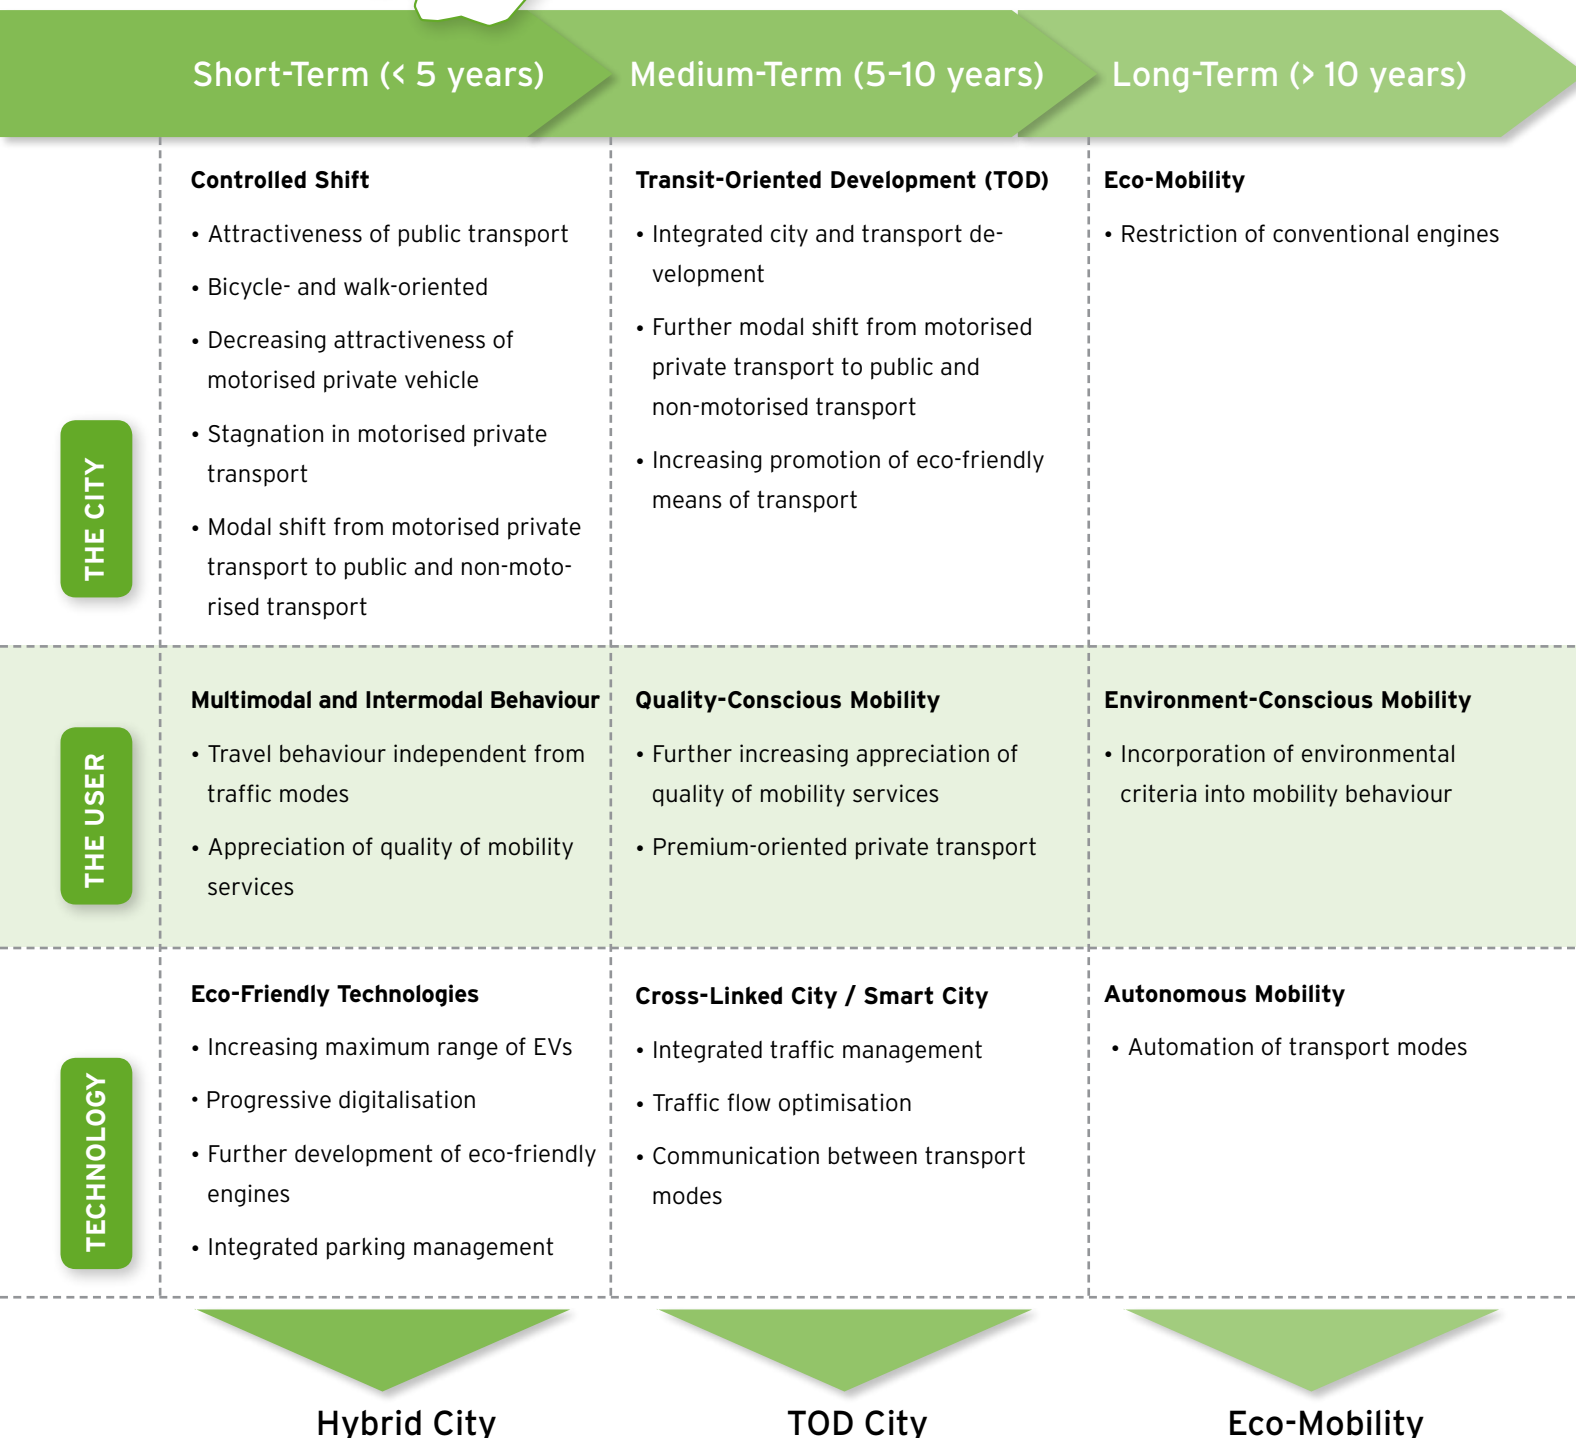 Short-Term (< 5 years)
Medium-Term (5–10 years)
Long-Term (> 10 years)
THE CITY
Controlled Shift
• Attractiveness of public transport
• Bicycle- and walk-oriented
• Decreasing attractiveness of
motorised private vehicle
• Stagnation in motorised private
transport
• Modal shift from motorised private
transport to public and non-moto-
rised transport
Transit-Oriented Development (TOD)
• Integrated city and transport de-
velopment
• Further modal shift from motorised
private transport to public and
non-motorised transport
• Increasing promotion of eco-friendly
means of transport
Eco-Mobility
• Restriction of conventional engines
THE USER
Multimodal and Intermodal Behaviour
• Travel behaviour independent from
traffic modes
• Appreciation of quality of mobility
services
Quality-Conscious Mobility
• Further increasing appreciation of
quality of mobility services
• Premium-oriented private transport
Environment-Conscious Mobility
• Incorporation of environmental
criteria into mobility behaviour
TECHNOLOGY
Eco-Friendly Technologies
• Increasing maximum range of EVs
• Progressive digitalisation
• Further development of eco-friendly
engines
• Integrated parking management
Cross-Linked City / Smart City
• Integrated traffic management
• Traffic flow optimisation
• Communication between transport
modes
Autonomous Mobility
• Automation of transport modes
Hybrid City
TOD City
Eco-Mobility